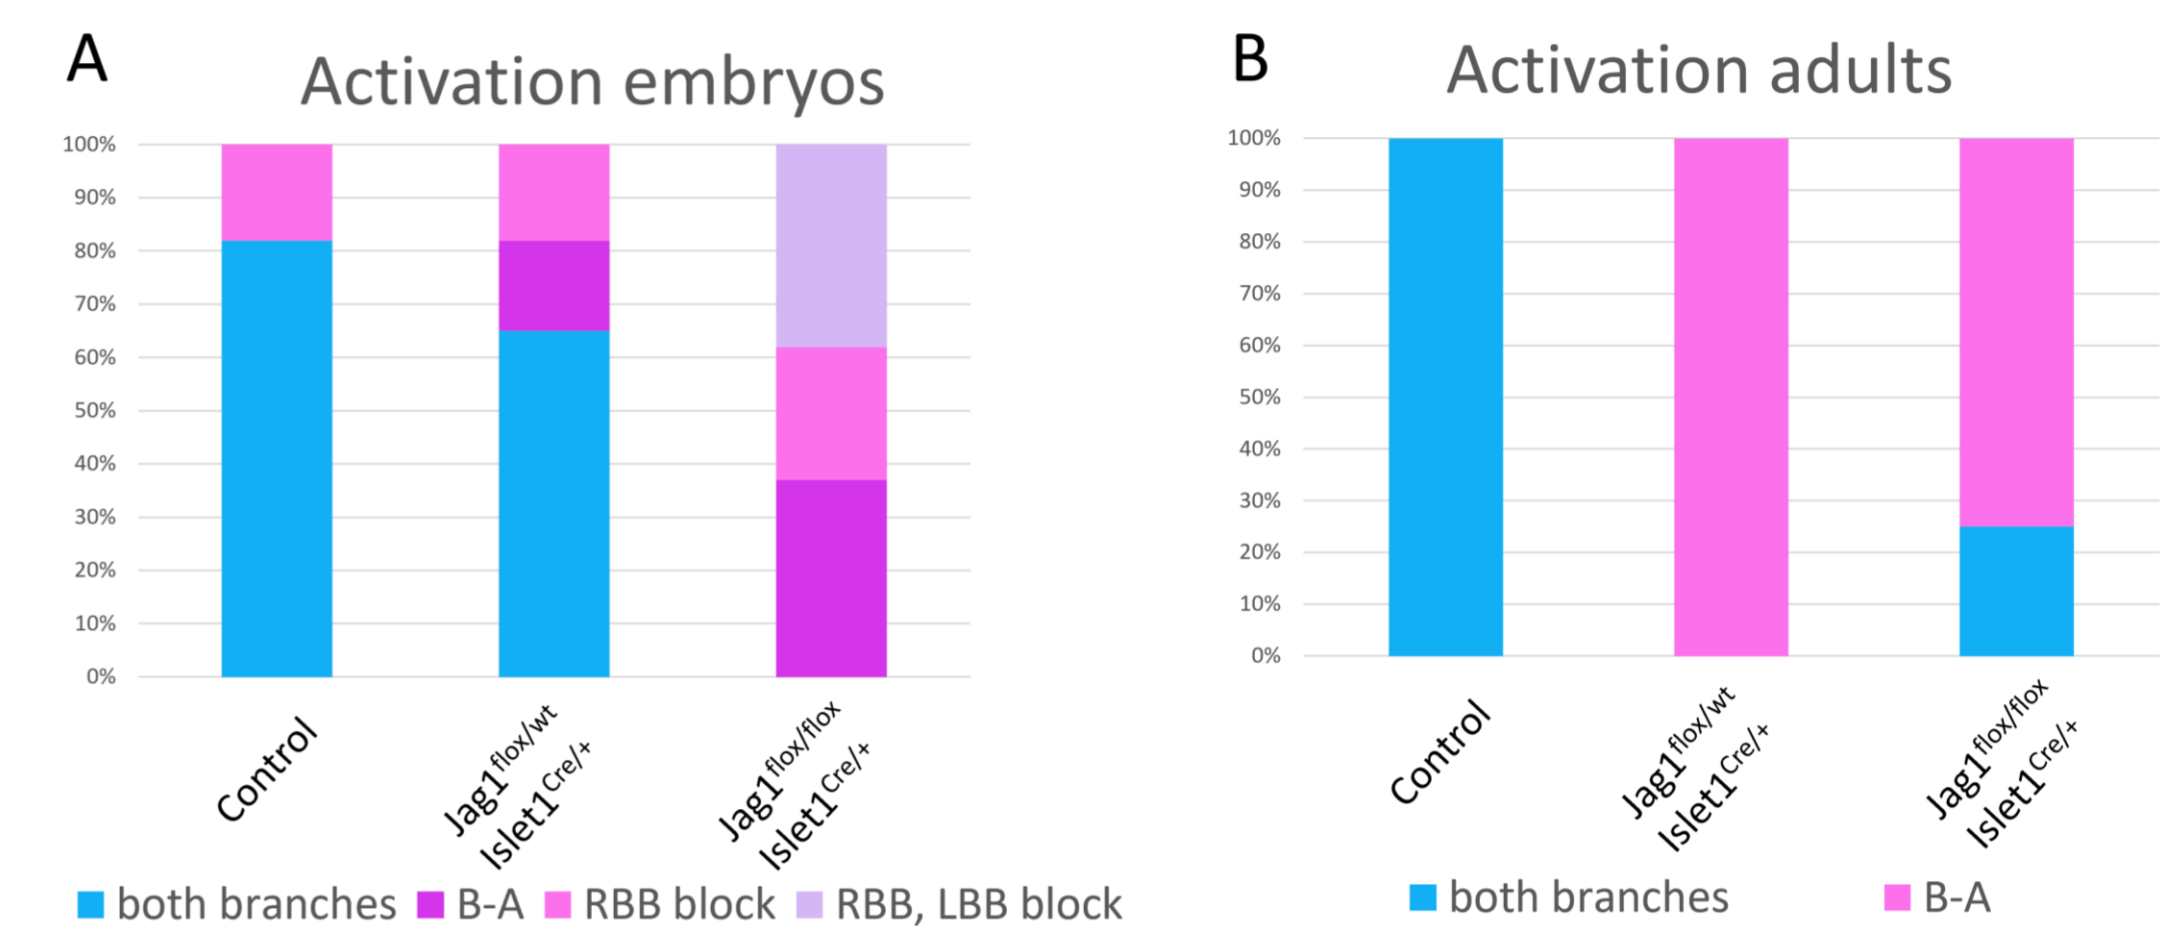 A
Activation embryos
100%
90%
80%
70%
60%
50%
40%
30%
20%
10%
0%
Control
Jag1flox/wt
Islet1Cre/+
Jag1flox/flox
Islet1Cre/+
both branches B-A RBB block RBB, LBB block
B
Activation adults
100%
90%
80%
70%
60%
50%
40%
30%
20%
10%
0%
Control
Jag1flox/wt
Islet1Cre/+
Jag1flox/flox
Islet1Cre/+
both branches B-A